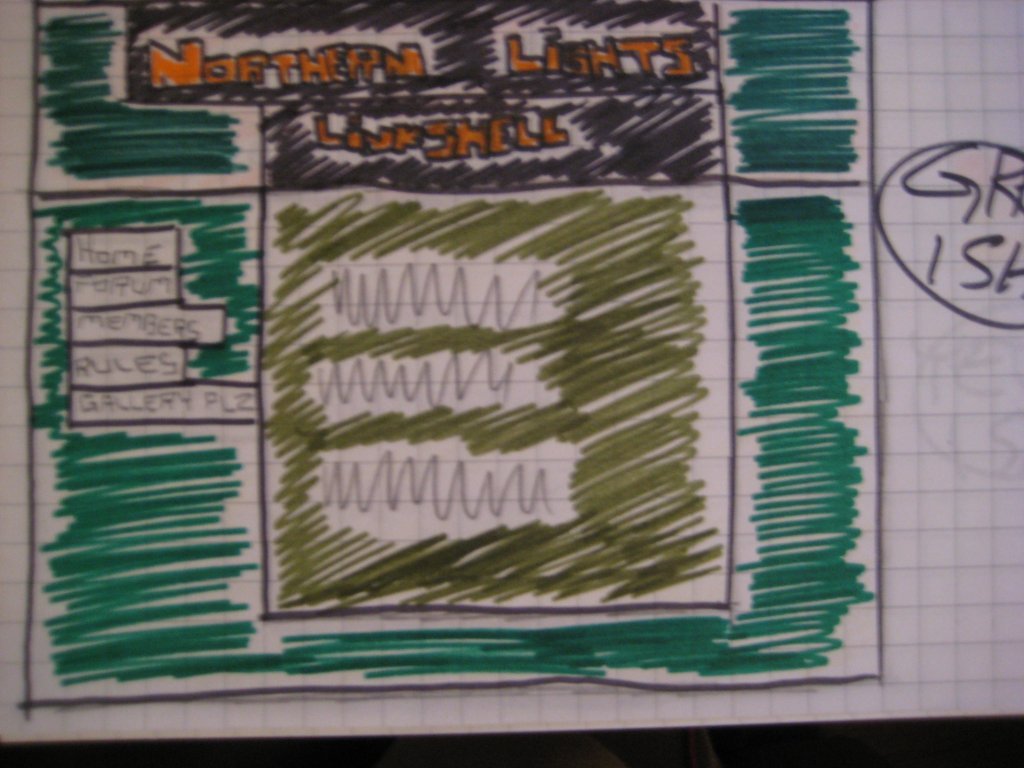 NORTHERN LIGHTS
LINKSHELL
HOME
FORUM
MEMBERS
RULES
GALLERY PLZ